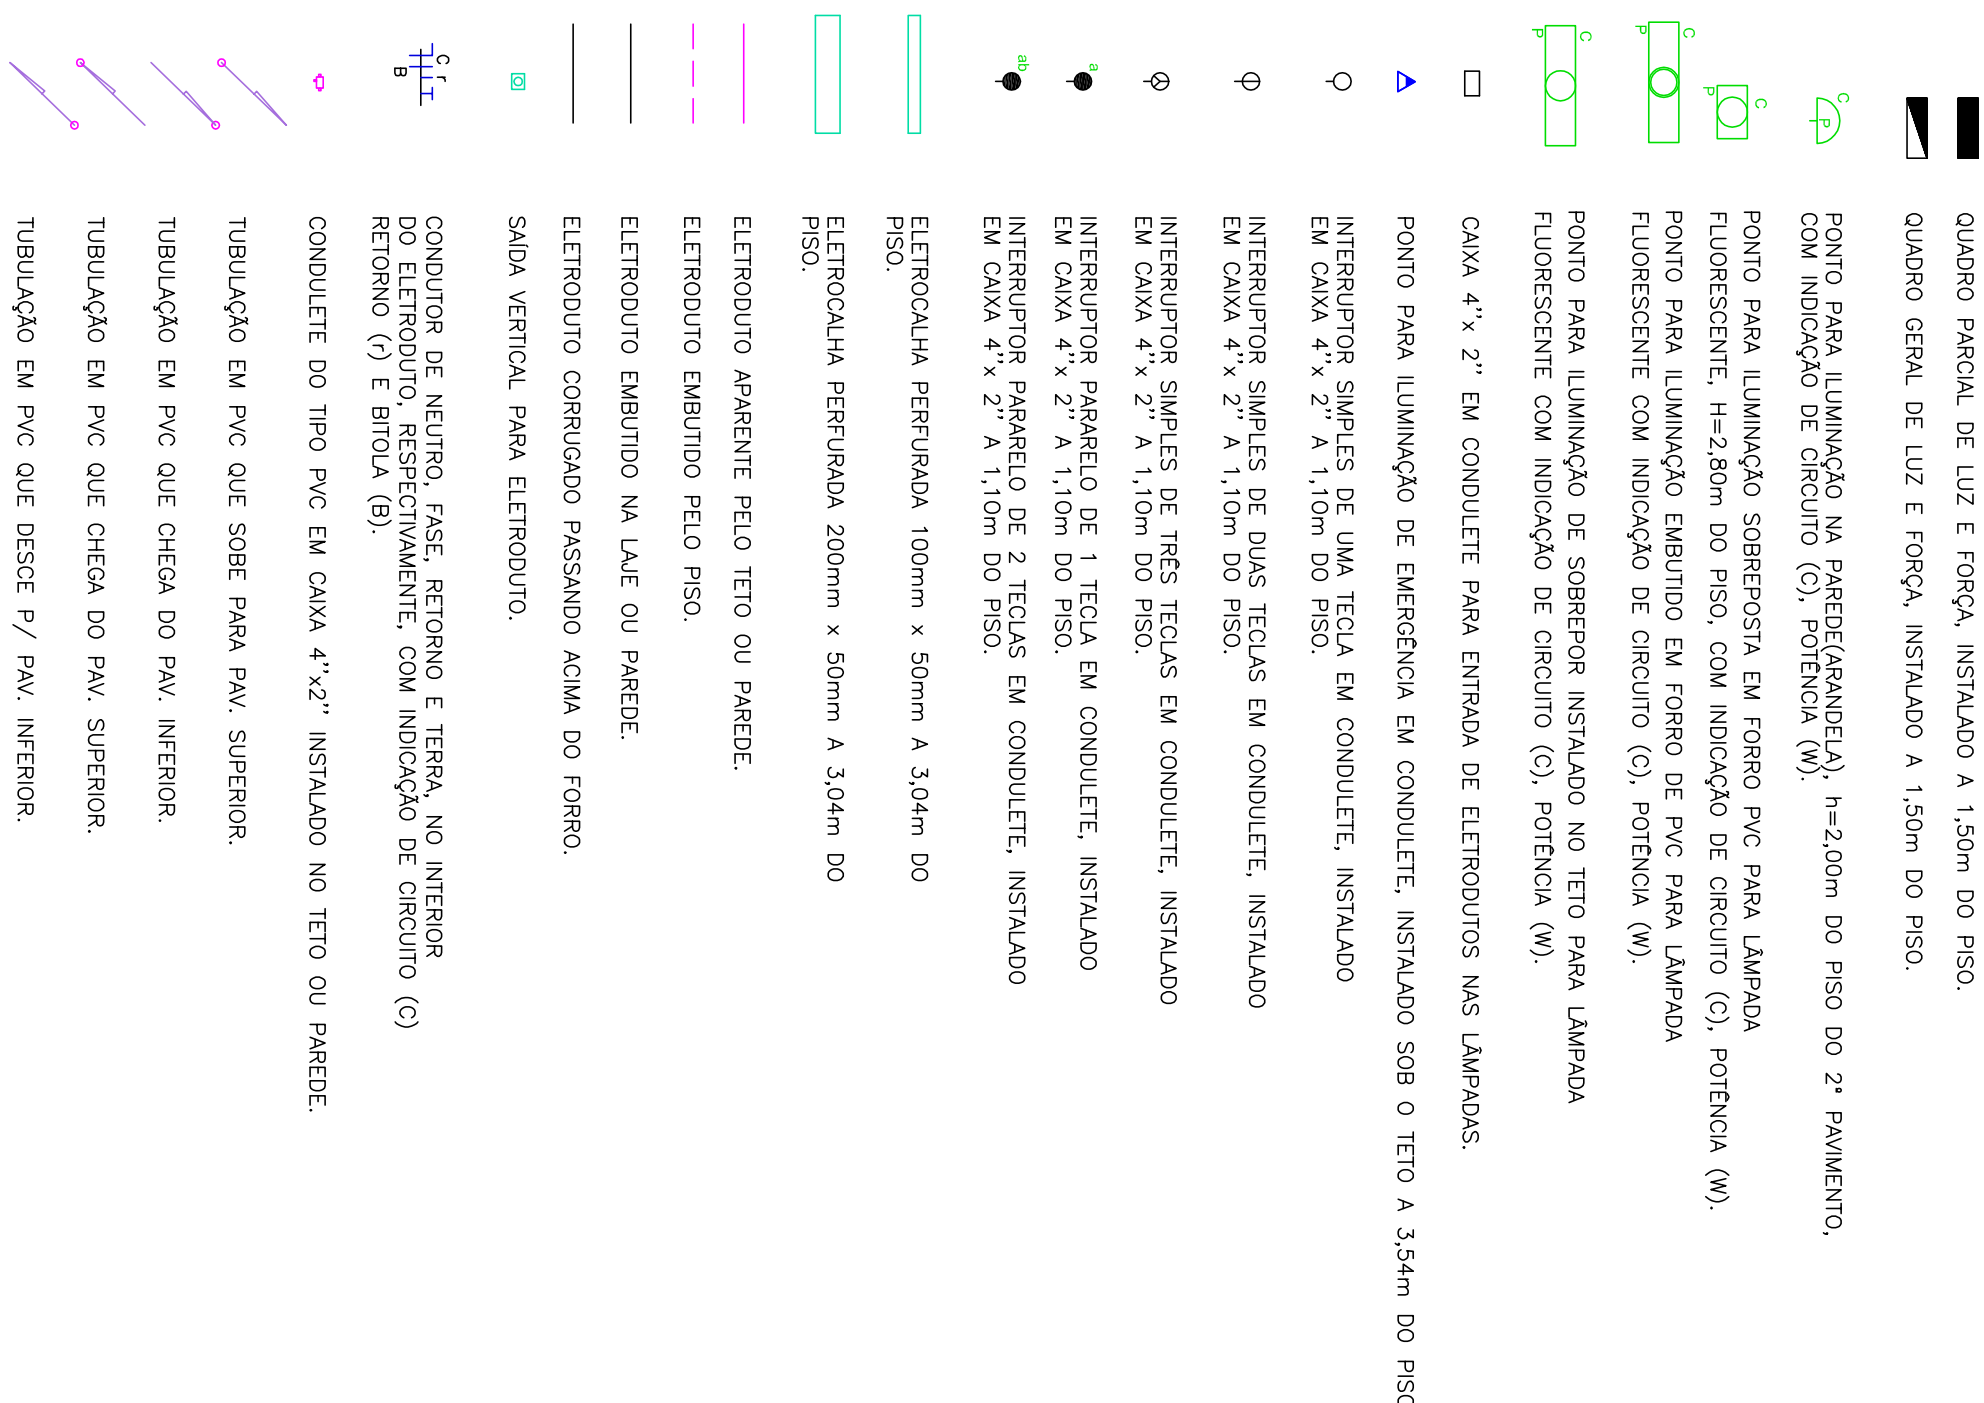 QUADRO PARCIAL DE LUZ E FORÇA, INSTALADO A 1,50m DO PISO.
QUADRO GERAL DE LUZ E FORÇA, INSTALADO A 1,50m DO PISO.
C
P
PONTO PARA ILUMINAÇÃO NA PAREDE(ARANDELA), h=2,00m DO PISO DO 2° PAVIMENTO,
COM INDICAÇÃO DE CIRCUITO (C), POTÊNCIA (W).
C
P
PONTO PARA ILUMINAÇÃO SOBREPOSTA EM FORRO PVC PARA LÂMPADA
FLUORESCENTE, H=2,80m DO PISO, COM INDICAÇÃO DE CIRCUITO (C), POTÊNCIA (W).
C
P
PONTO PARA ILUMINAÇÃO EMBUTIDO EM FORRO DE PVC PARA LÂMPADA
FLUORESCENTE COM INDICAÇÃO DE CIRCUITO (C), POTÊNCIA (W).
C
P
PONTO PARA ILUMINAÇÃO DE SOBREPOR INSTALADO NO TETO PARA LÂMPADA
FLUORESCENTE COM INDICAÇÃO DE CIRCUITO (C), POTÊNCIA (W).
CAIXA 4''x 2'' EM CONDULETE PARA ENTRADA DE ELETRODUTOS NAS LÂMPADAS.
PONTO PARA ILUMINAÇÃO DE EMERGÊNCIA EM CONDULETE, INSTALADO SOB O TETO A 3,54m DO PISO
INTERRUPTOR SIMPLES DE UMA TECLA EM CONDULETE, INSTALADO
EM CAIXA 4''x 2'' A 1,10m DO PISO.
INTERRUPTOR SIMPLES DE DUAS TECLAS EM CONDULETE, INSTALADO
EM CAIXA 4''x 2'' A 1,10m DO PISO.
INTERRUPTOR SIMPLES DE TRÊS TECLAS EM CONDULETE, INSTALADO
EM CAIXA 4''x 2'' A 1,10m DO PISO.
a
INTERRUPTOR PARARELO DE 1 TECLA EM CONDULETE, INSTALADO
EM CAIXA 4''x 2'' A 1,10m DO PISO.
ab
INTERRUPTOR PARARELO DE 2 TECLAS EM CONDULETE, INSTALADO
EM CAIXA 4''x 2'' A 1,10m DO PISO.
ELETROCALHA PERFURADA 100mm x 50mm A 3,04m DO
PISO.
ELETROCALHA PERFURADA 200mm x 50mm A 3,04m DO
PISO.
ELETRODUTO APARENTE PELO TETO OU PAREDE.
ELETRODUTO EMBUTIDO PELO PISO.
ELETRODUTO EMBUTIDO NA LAJE OU PAREDE.
ELETRODUTO CORRUGADO PASSANDO ACIMA DO FORRO.
SAÍDA VERTICAL PARA ELETRODUTO.
C r
B
CONDUTOR DE NEUTRO, FASE, RETORNO E TERRA, NO INTERIOR
DO ELETRODUTO, RESPECTIVAMENTE, COM INDICAÇÃO DE CIRCUITO (C)
RETORNO (r) E BITOLA (B).
CONDULETE DO TIPO PVC EM CAIXA 4''x2'' INSTALADO NO TETO OU PAREDE.
TUBULAÇÃO EM PVC QUE SOBE PARA PAV. SUPERIOR.
TUBULAÇÃO EM PVC QUE CHEGA DO PAV. INFERIOR.
TUBULAÇÃO EM PVC QUE CHEGA DO PAV. SUPERIOR.
TUBULAÇÃO EM PVC QUE DESCE P/ PAV. INFERIOR.